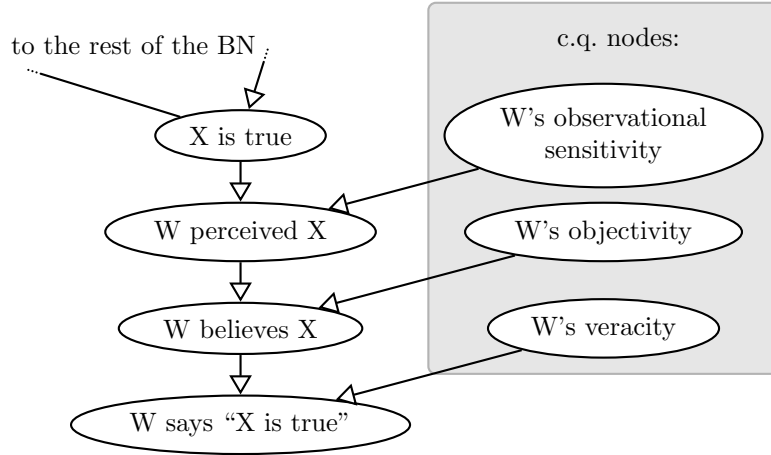 to the rest of the BN
c.q. nodes:
X is true
W's observational
sensitivity
W perceived X
W's objectivity
W believes X
W's veracity
W says “X is true”